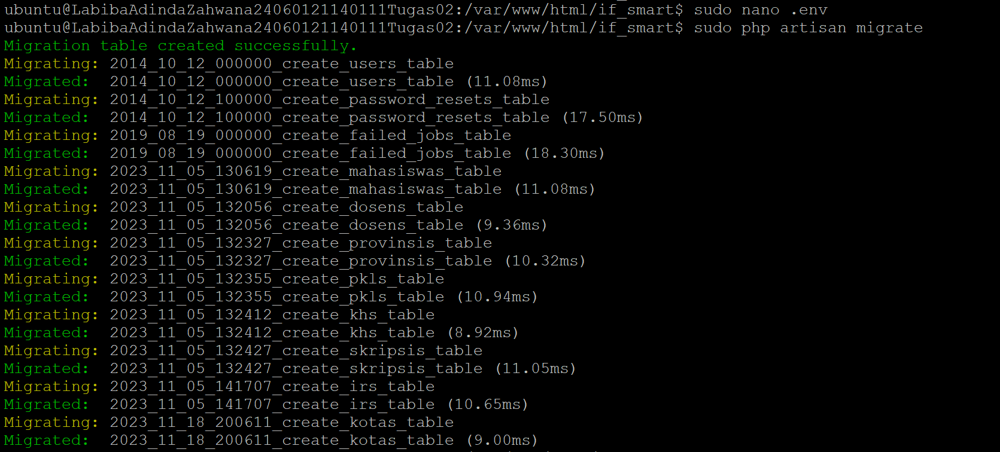 ubuntu@LabibaAdindaZahwana24060121140111Tugas02:/var/www/html/if_smart$ sudo nano .env
ubuntu@LabibaAdindaZahwana24060121140111Tugas02:/var/www/html/if_smart$ sudo php artisan migrate
Migration table created successfully.
Migrating: 2014_10_12_000000_create_users_table
Migrated:  2014_10_12_000000_create_users_table (11.08ms)
Migrating: 2014_10_12_100000_create_password_resets_table
Migrated:  2014_10_12_100000_create_password_resets_table (17.50ms)
Migrating: 2019_08_19_000000_create_failed_jobs_table
Migrated:  2019_08_19_000000_create_failed_jobs_table (18.30ms)
Migrating: 2023_11_05_130619_create_mahasiswas_table
Migrated:  2023_11_05_130619_create_mahasiswas_table (11.08ms)
Migrating: 2023_11_05_132056_create_dosens_table
Migrated:  2023_11_05_132056_create_dosens_table (9.36ms)
Migrating: 2023_11_05_132327_create_provinsis_table
Migrated:  2023_11_05_132327_create_provinsis_table (10.32ms)
Migrating: 2023_11_05_132355_create_pkls_table
Migrated:  2023_11_05_132355_create_pkls_table (10.94ms)
Migrating: 2023_11_05_132412_create_khs_table
Migrated:  2023_11_05_132412_create_khs_table (8.92ms)
Migrating: 2023_11_05_132427_create_skripsis_table
Migrated:  2023_11_05_132427_create_skripsis_table (11.05ms)
Migrating: 2023_11_05_141707_create_irs_table
Migrated:  2023_11_05_141707_create_irs_table (10.65ms)
Migrating: 2023_11_18_200611_create_kotas_table
Migrated:  2023_11_18_200611_create_kotas_table (9.00ms)